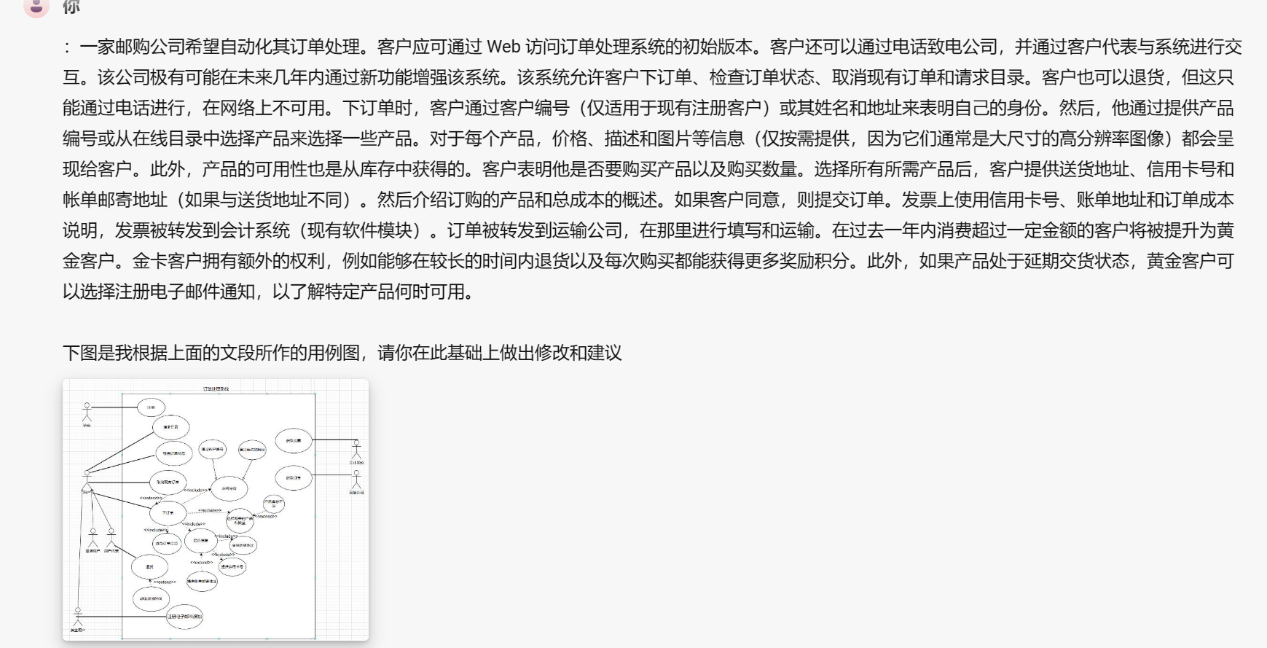 你
：一家邮购公司希望自动化其订单处理。客户应可通过 Web 访问订单处理系统的初始版本。客户还可以通过电话致电公司，并通过客户代表与系统进行交
互。该公司极有可能在未来几年内通过新功能增强该系统。该系统允许客户下订单、检查订单状态、取消现有订单和请求目录。客户也可以退货，但这只
能通过电话进行，在网络上不可用。下订单时，客户通过客户编号（仅适用于现有注册客户）或其姓名和地址来表明自己的身份。然后，他通过提供产品
编号或从在线目录中选择产品来选择一些产品。对于每个产品，价格、描述和图片等信息（仅按需提供，因为它们通常是大尺寸的高分辨率图像）都会呈
现给客户。此外，产品的可用性也是从库存中获得的。客户表明他是否要购买产品以及购买数量。选择所有所需产品后，客户提供送货地址、信用卡号和
帐单邮寄地址（如果与送货地址不同）。然后介绍订购的产品和总成本的概述。如果客户同意，则提交订单。发票上使用信用卡号、账单地址和订单成本
说明，发票被转发到会计系统（现有软件模块）。订单被转发到运输公司，在那里进行填写和运输。在过去一年内消费超过一定金额的客户将被提升为黄
金客户。金卡客户拥有额外的权利，例如能够在较长的时间内退货以及每次购买都能获得更多奖励积分。此外，如果产品处于延期交货状态，黄金客户可
以选择注册电子邮件通知，以了解特定产品何时可用。
下图是我根据上面的文段所作的用例图，请你在此基础上做出修改和建议
订单处理系统
下订单
退货
注册电子邮件通知